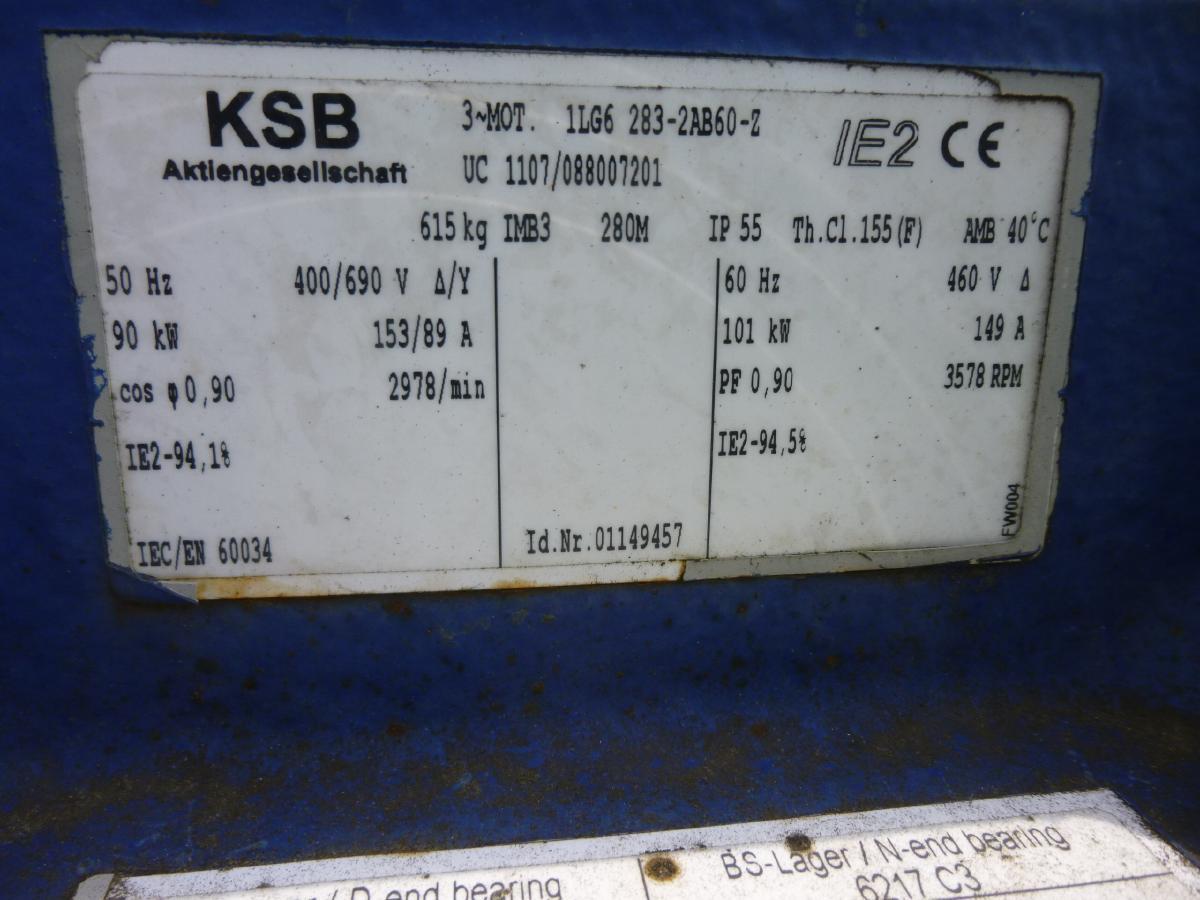 KSB
Aktiengesellschaft
3~MOT. 1LG6 283-2AB60-Z
UC 1107/088007201
IE2 CE
615 kg IMB3 280M IP 55 Th.Cl.155(F) AMB 40°C
50 Hz 400/690 V Δ/Y
90 kW 153/89 A
cos φ 0,90 2978/min
IE2-94,1%
60 Hz 460 V Δ
101 kW 149 A
PF 0,90 3578 RPM
IE2-94,5%
IEC/EN 60034
Id.Nr.01149457
FW004
/ D-end bearing
BS-Lager / N-end bearing
6217 C3